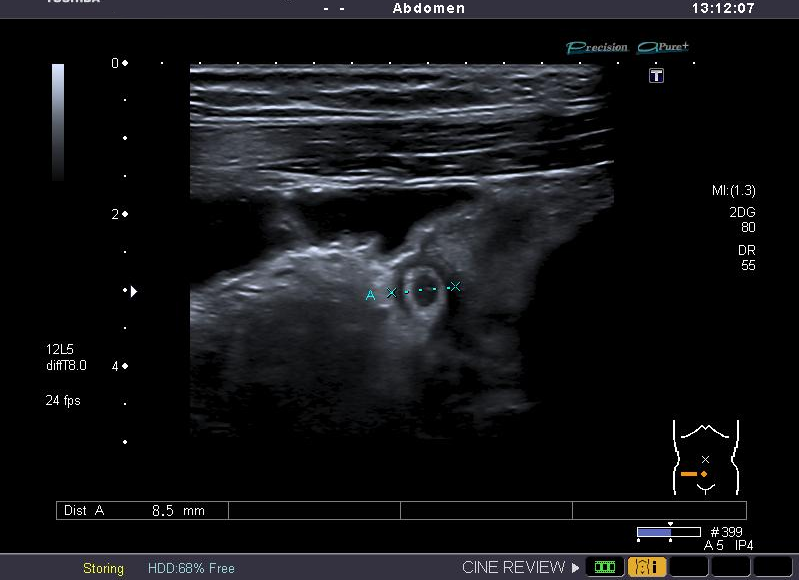 - - Abdomen 13:12:07
Precision APure+
T
0
MI:(1.3)
2DG
80
DR
55
2
A
12L5
diffT8.0
4
24 fps
Dist A 8.5 mm
#399
A 5 IP4
Storing HDD:68% Free CINE REVIEW
i